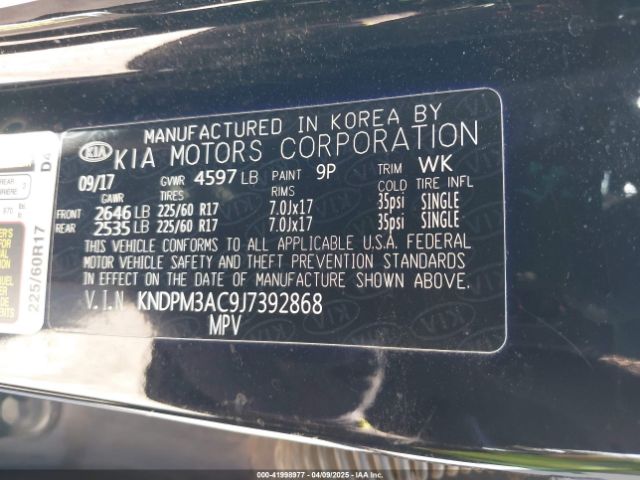 MANUFACTURED IN KOREA BY
KIA KIA MOTORS CORPORATION
09/17 GVWR 4597 LB PAINT 9P TRIM WK
GAWR TIRES RIMS COLD TIRE INFL
FRONT 2646 LB 225/60 R17 7.0Jx17 35psi SINGLE
REAR 2535 LB 225/60 R17 7.0Jx17 35psi SINGLE
THIS VEHICLE CONFORMS TO ALL APPLICABLE U.S.A. FEDERAL
MOTOR VEHICLE SAFETY AND THEFT PREVENTION STANDARDS
IN EFFECT ON THE DATE OF MANUFACTURE SHOWN ABOVE.
V.I.N KNDPM3AC9J7392868
MPV
D4
REAR
2
225/60R17
© IAA 000-41998977 | 04/09/2025 - IAA, Inc.